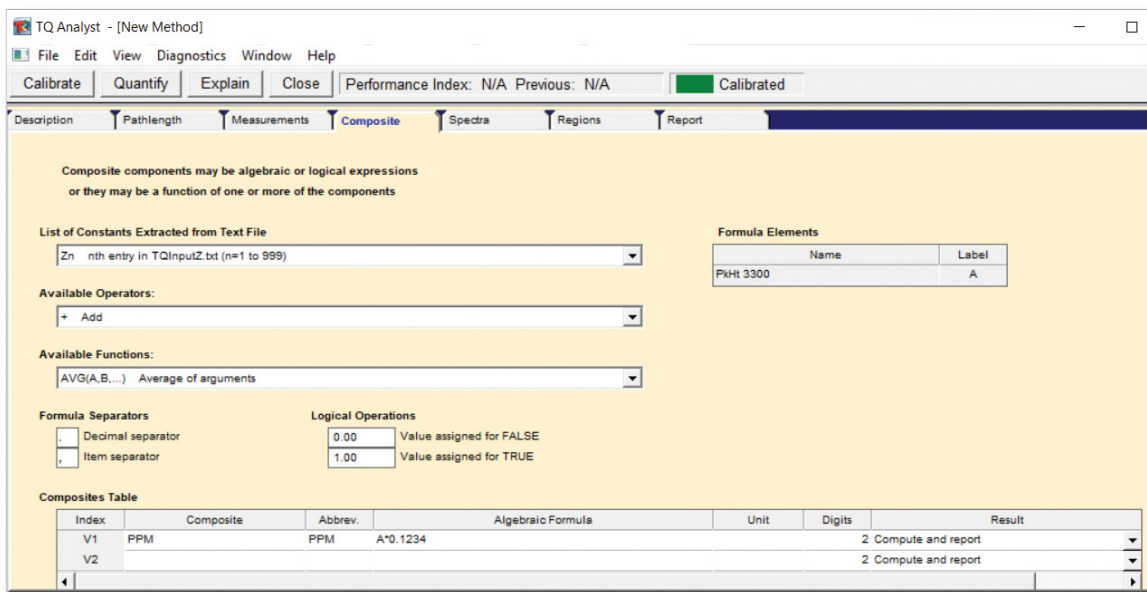 TQ Analyst - [New Method]
File Edit View Diagnostics Window Help
Calibrate Quantify Explain Close Performance Index: N/A Previous: N/A Calibrated
Description Pathlength Measurements Composite Spectra Regions Report
Composite components may be algebraic or logical expressions
or they may be a function of one or more of the components
List of Constants Extracted from Text File
Zn nth entry in TQInputZ.txt (n=1 to 999)
Formula Elements
Name Label
PkHt 3300 A
Available Operators:
+ Add
Available Functions:
AVG(A,B,...) Average of arguments
Formula Separators Logical Operations
. Decimal separator 0.00 Value assigned for FALSE
, Item separator 1.00 Value assigned for TRUE
Composites Table
Index Composite Abbrev. Algebraic Formula Unit Digits Result
V1 PPM PPM A*0.1234 2 Compute and report
V2 2 Compute and report